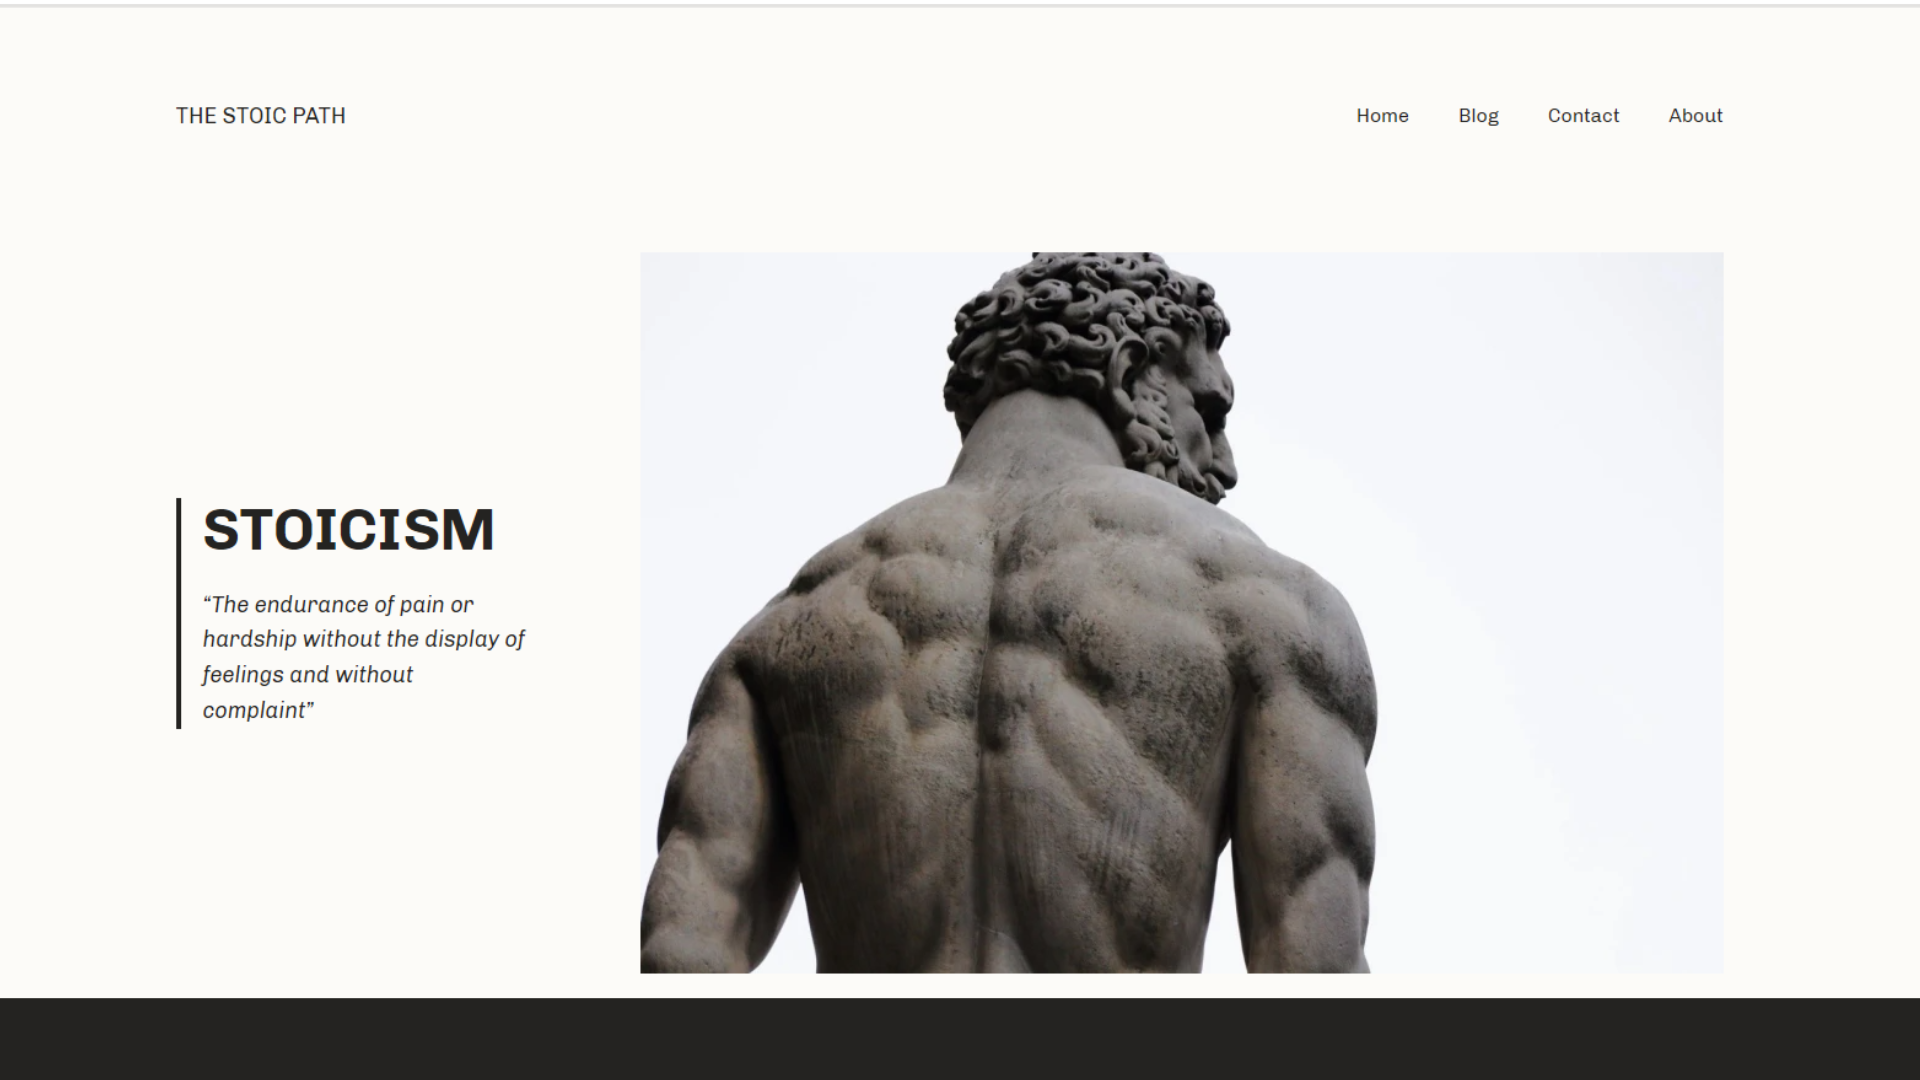 THE STOIC PATH
Home Blog Contact About
STOICISM
“The endurance of pain or
hardship without the display of
feelings and without
complaint”